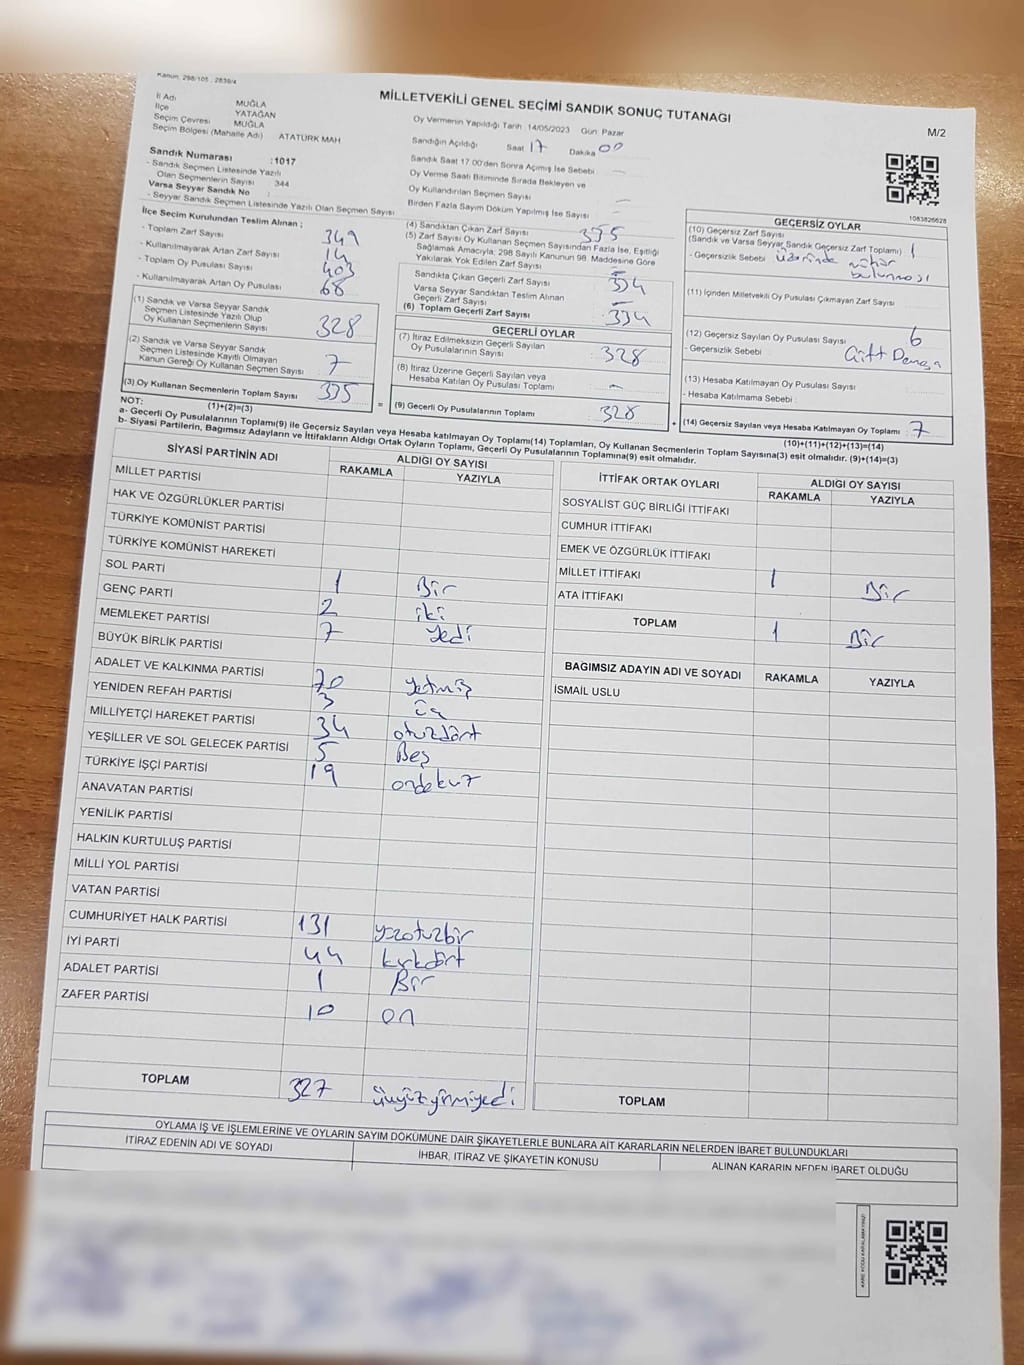 Kanun: 298/105, 2839/4
MİLLETVEKİLİ GENEL SEÇİMİ SANDIK SONUÇ TUTANAĞI
M/2
İl Adı MUĞLA
İlçe YATAĞAN
Seçim Çevresi MUĞLA
Seçim Bölgesi (Mahalle Adı) ATATÜRK MAH
Sandık Numarası : 1017
- Sandık Seçmen Listesinde Yazılı
Olan Seçmenlerin Sayısı 344
Varsa Seyyar Sandık No :
- Seyyar Sandık Seçmen Listesinde Yazılı Olan Seçmen Sayısı
Oy Vermenin Yapıldığı Tarih :14/05/2023 Gün: Pazar
Sandığın Açıldığı Saat 17 Dakika 00
Sandık Saat 17:00'den Sonra Açımış İse Sebebi
Oy Verme Saati Bitiminde Sırada Bekleyen ve
Oy Kullandırılan Seçmen Sayısı
Birden Fazla Sayım Döküm Yapılmış İse Sayısı
1083826628
İlçe Seçim Kurulundan Teslim Alınan ;
- Toplam Zarf Sayısı 349
- Kullanılmayarak Artan Zarf Sayısı 14
- Toplam Oy Pusulası Sayısı 403
- Kullanılmayarak Artan Oy Pusulası 68
(1) Sandık ve Varsa Seyyar Sandık
Seçmen Listesinde Yazılı Olup
Oy Kullanan Seçmenlerin Sayısı 328
(2) Sandık ve Varsa Seyyar Sandık
Seçmen Listesinde Kayıtlı Olmayan
Kanun Gereği Oy Kullanan Seçmen Sayısı 7
(3) Oy Kullanan Seçmenlerin Toplam Sayısı 335
(1)+(2)=(3)
(4) Sandıktan Çıkan Zarf Sayısı 335
(5) Zarf Sayısı Oy Kullanan Seçmen Sayısından Fazla İse, Eşitliği
Sağlamak Amacıyla, 298 Sayılı Kanunun 98. Maddesine Göre
Yakılarak Yok Edilen Zarf Sayısı
Sandıkta Çıkan Geçerli Zarf Sayısı 334
Varsa Seyyar Sandıktan Teslim Alınan
Geçerli Zarf Sayısı
(6) Toplam Geçerli Zarf Sayısı 334
GEÇERLİ OYLAR
(7) İtiraz Edilmeksizin Geçerli Sayılan
Oy Pusulalarının Sayısı : 328
(8) İtiraz Üzerine Geçerli Sayılan veya
Hesaba Katılan Oy Pusulası Toplamı : -
= (9) Geçerli Oy Pusulalarının Toplamı : 328
GEÇERSİZ OYLAR
(10) Geçersiz Zarf Sayısı
(Sandık ve Varsa Seyyar Sandık Geçersiz Zarf Toplamı) 1
- Geçersizlik Sebebi üzerinde mühür
bulunması
(11) İçinden Milletvekili Oy Pusulası Çıkmayan Zarf Sayısı
(12) Geçersiz Sayılan Oy Pusulası Sayısı 6
- Geçersizlik Sebebi : Çift Damga
(13) Hesaba Katılmayan Oy Pusulası Sayısı
- Hesaba Katılmama Sebebi :
+ (14) Geçersiz Sayılan veya Hesaba Katılmayan Oy Toplamı : 7
(10)+(11)+(12)+(13)=(14)
NOT:
a- Geçerli Oy Pusulalarının Toplamı(9) ile Geçersiz Sayılan veya Hesaba katılmayan Oy Toplamı(14) Toplamları, Oy Kullanan Seçmenlerin Toplam Sayısına(3) eşit olmalıdır. (9)+(14)=(3)
b- Siyasi Partilerin, Bağımsız Adayların ve İttifakların Aldığı Ortak Oyların Toplamı, Geçerli Oy Pusulalarının Toplamına(9) eşit olmalıdır.
SİYASİ PARTİNİN ADI ALDIĞI OY SAYISI
RAKAMLA YAZIYLA
MİLLET PARTİSİ
HAK VE ÖZGÜRLÜKLER PARTİSİ
TÜRKİYE KOMÜNİST PARTİSİ
TÜRKİYE KOMÜNİST HAREKETİ
SOL PARTİ 1 Bir
GENÇ PARTİ 2 iki
MEMLEKET PARTİSİ 7 Yedi
BÜYÜK BİRLİK PARTİSİ
ADALET VE KALKINMA PARTİSİ 70 yetmiş
YENİDEN REFAH PARTİSİ 3 üç
MİLLİYETÇİ HAREKET PARTİSİ 34 otuzdört
YEŞİLLER VE SOL GELECEK PARTİSİ 5 Beş
TÜRKİYE İŞÇİ PARTİSİ 19 ondokuz
ANAVATAN PARTİSİ
YENİLİK PARTİSİ
HALKIN KURTULUŞ PARTİSİ
MİLLİ YOL PARTİSİ
VATAN PARTİSİ
CUMHURİYET HALK PARTİSİ 131 yüzotuzbir
İYİ PARTİ 44 kırkdört
ADALET PARTİSİ 1 Bir
ZAFER PARTİSİ 10 on
TOPLAM 327 üçyüzyirmiyedi
İTTİFAK ORTAK OYLARI ALDIĞI OY SAYISI
RAKAMLA YAZIYLA
SOSYALİST GÜÇ BİRLİĞİ İTTİFAKI
CUMHUR İTTİFAKI
EMEK VE ÖZGÜRLÜK İTTİFAKI
MİLLET İTTİFAKI 1 Bir
ATA İTTİFAKI
TOPLAM 1 Bir
BAĞIMSIZ ADAYIN ADI VE SOYADI RAKAMLA YAZIYLA
İSMAİL USLU
TOPLAM
OYLAMA İŞ VE İŞLEMLERİNE VE OYLARIN SAYIM DÖKÜMÜNE DAİR ŞİKAYETLERLE BUNLARA AİT KARARLARIN NELERDEN İBARET BULUNDUKLARI
İTİRAZ EDENİN ADI VE SOYADI İHBAR, İTİRAZ VE ŞİKAYETİN KONUSU ALINAN KARARIN NEDEN İBARET OLDUĞU
KARE KODU KARALAMAYINIZ!